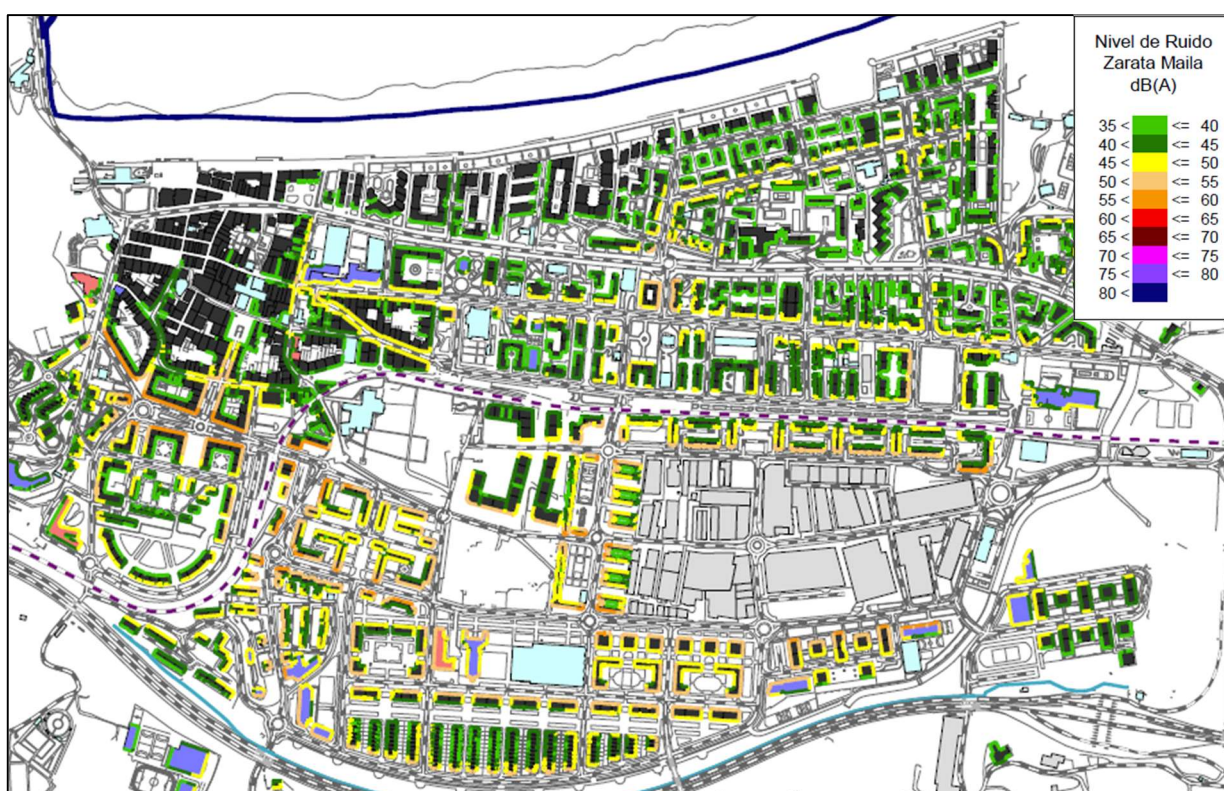 Nivel de Ruido
Zarata Maila
dB(A)
35 < <= 40
40 < <= 45
45 < <= 50
50 < <= 55
55 < <= 60
60 < <= 65
65 < <= 70
70 < <= 75
75 < <= 80
80 <